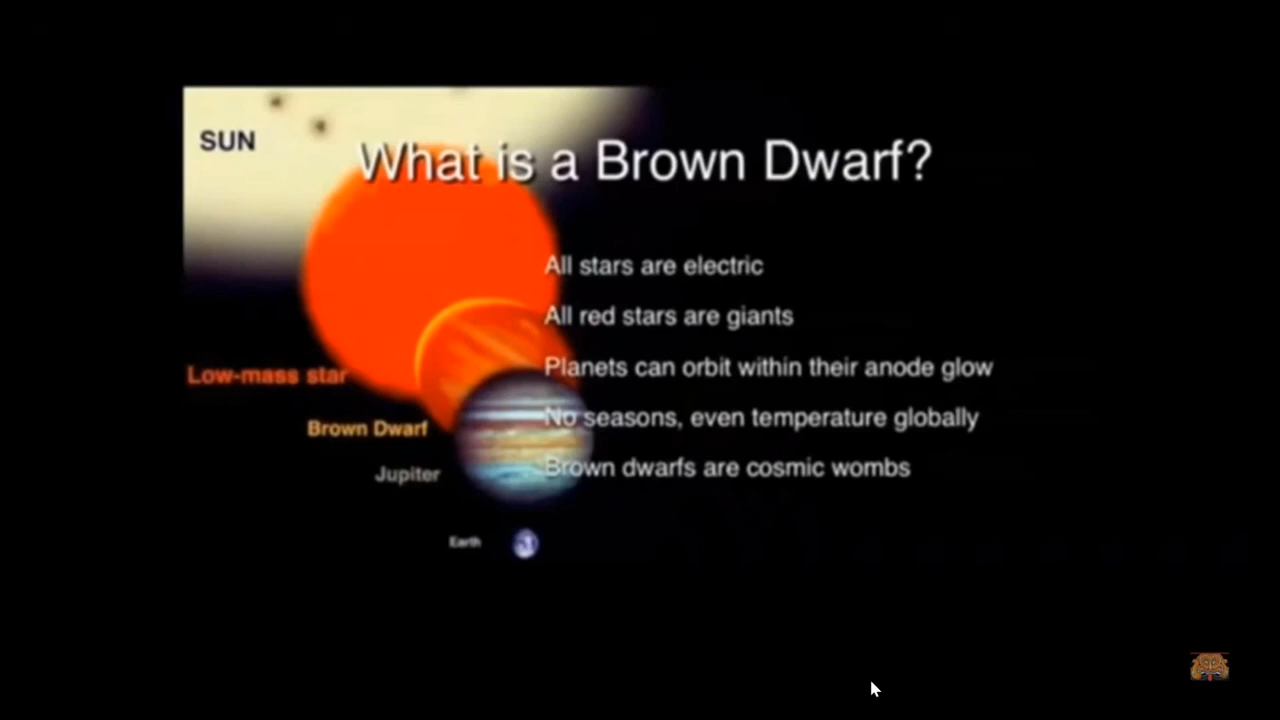 SUN
What is a Brown Dwarf?
All stars are electric
All red stars are giants
Planets can orbit within their anode glow
Low-mass star
No seasons, even temperature globally
Brown Dwarf
Brown dwarfs are cosmic wombs
Jupiter
Earth